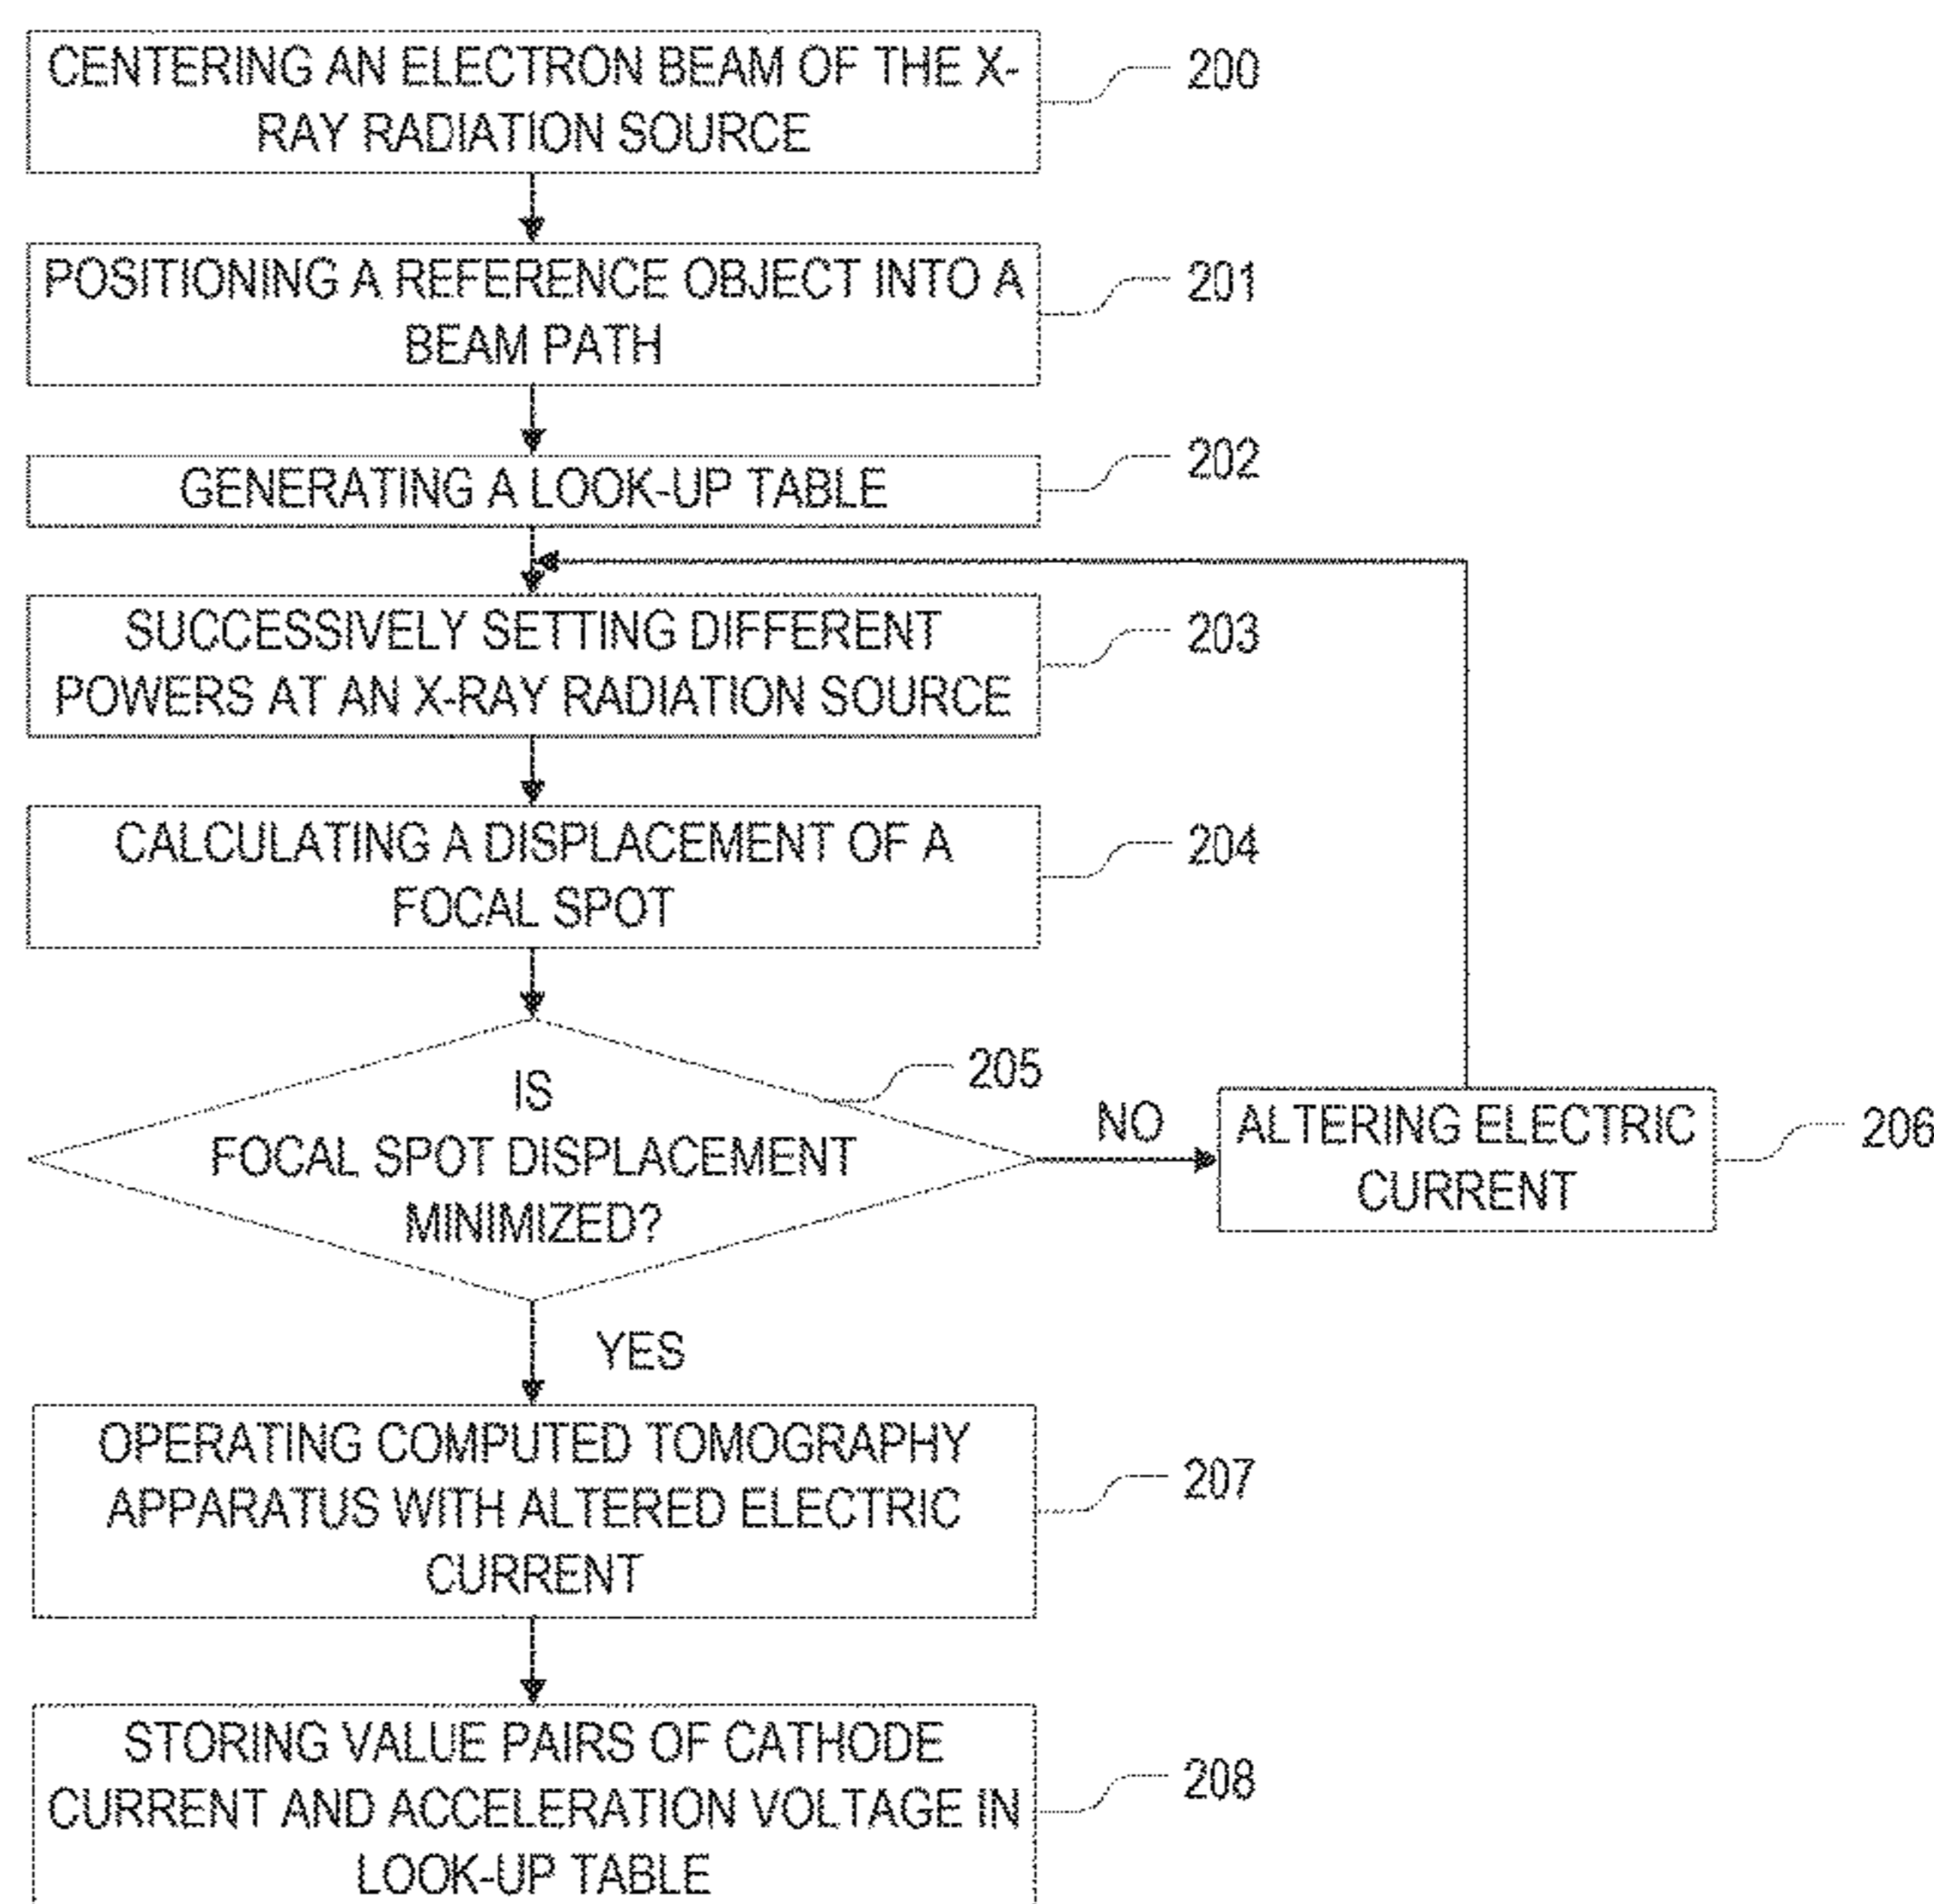 CENTERING AN ELECTRON BEAM OF THE X-
RAY RADIATION SOURCE
200
POSITIONING A REFERENCE OBJECT INTO A
BEAM PATH
201
GENERATING A LOOK-UP TABLE
202
SUCCESSIVELY SETTING DIFFERENT
POWERS AT AN X-RAY RADIATION SOURCE
203
CALCULATING A DISPLACEMENT OF A
FOCAL SPOT
204
IS
FOCAL SPOT DISPLACEMENT
MINIMIZED?
205
NO
ALTERING ELECTRIC
CURRENT
206
YES
OPERATING COMPUTED TOMOGRAPHY
APPARATUS WITH ALTERED ELECTRIC
CURRENT
207
STORING VALUE PAIRS OF CATHODE
CURRENT AND ACCELERATION VOLTAGE IN
LOOK-UP TABLE
208